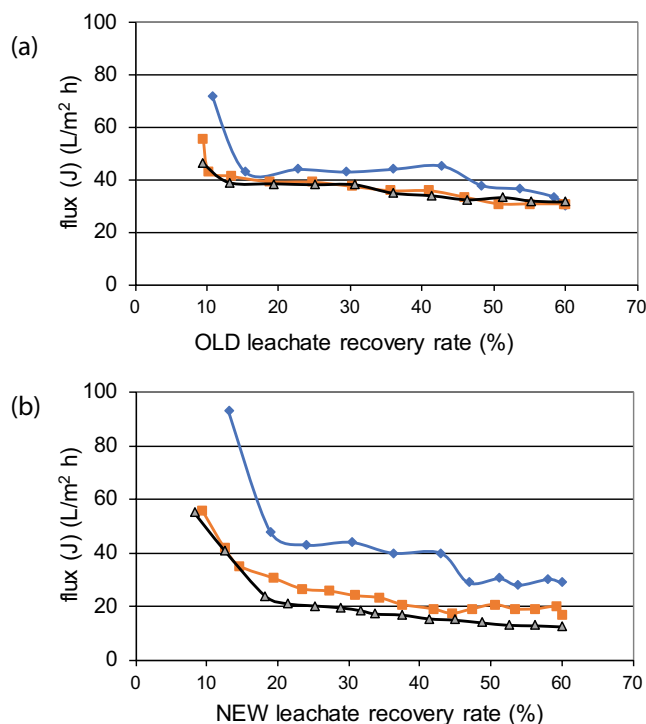 (a)
100
80
60
40
20
0
flux (J) (L/m² h)
0 10 20 30 40 50 60 70
OLD leachate recovery rate (%)
(b)
100
80
60
40
20
0
flux (J) (L/m² h)
0 10 20 30 40 50 60 70
NEW leachate recovery rate (%)